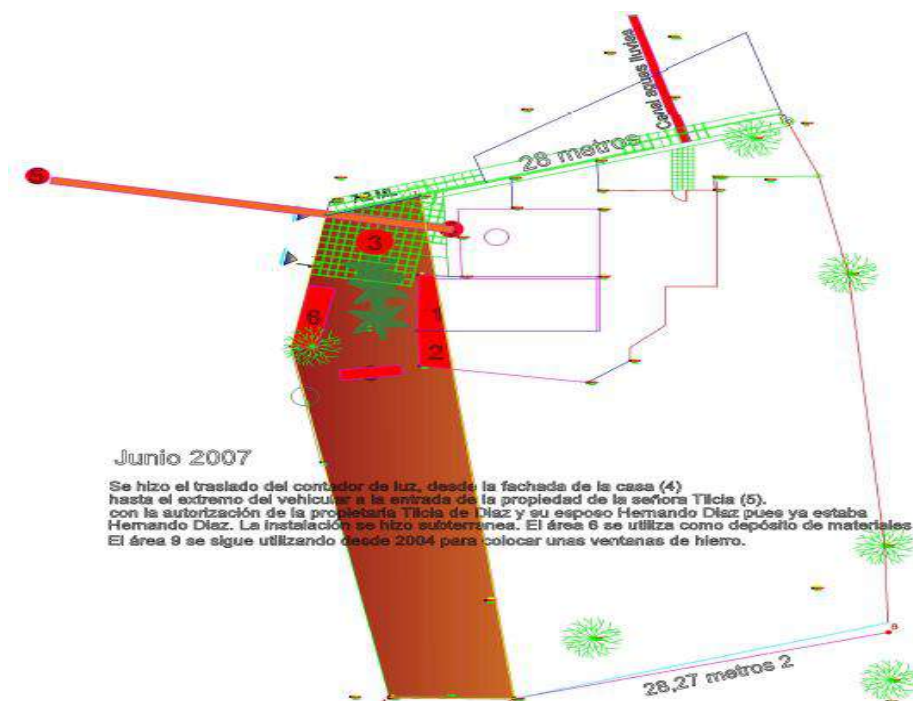 Canal aguas lluvias
28 metros
5
3
6
1
2
Junio 2007
Se hizo el traslado del contador de luz, desde la fachada de la casa (4)
hasta el extremo del vehicular a la entrada de la propiedad de la señora Tilcia (5).
con la autorización de la propietaria Tilcia de Diaz y su esposo Hernando Diaz pues ya estaba
Hernando Diaz. La instalación se hizo subterranea. El área 6 se utiliza como depósito de materiales
El área 9 se sigue utilizando desde 2004 para colocar unas ventanas de hierro.
28,27 metros 2